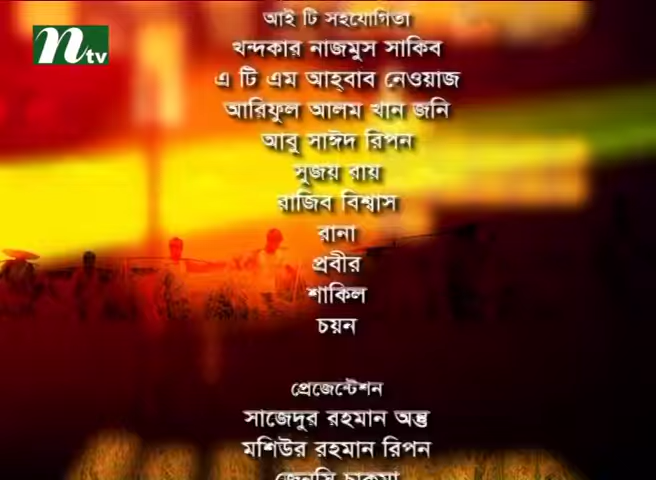 ntv
আই টি সহযোগিতা
খন্দকার নাজমুস সাকিব
এ টি এম আহ্‌বাব নেওয়াজ
আরিফুল আলম খান জনি
আবু সাঈদ রিপন
সুজয় রায়
রাজিব বিশ্বাস
রানা
প্রবীর
শাকিল
চয়ন
প্রেজেন্টেশন
সাজেদুর রহমান অন্তু
মশিউর রহমান রিপন